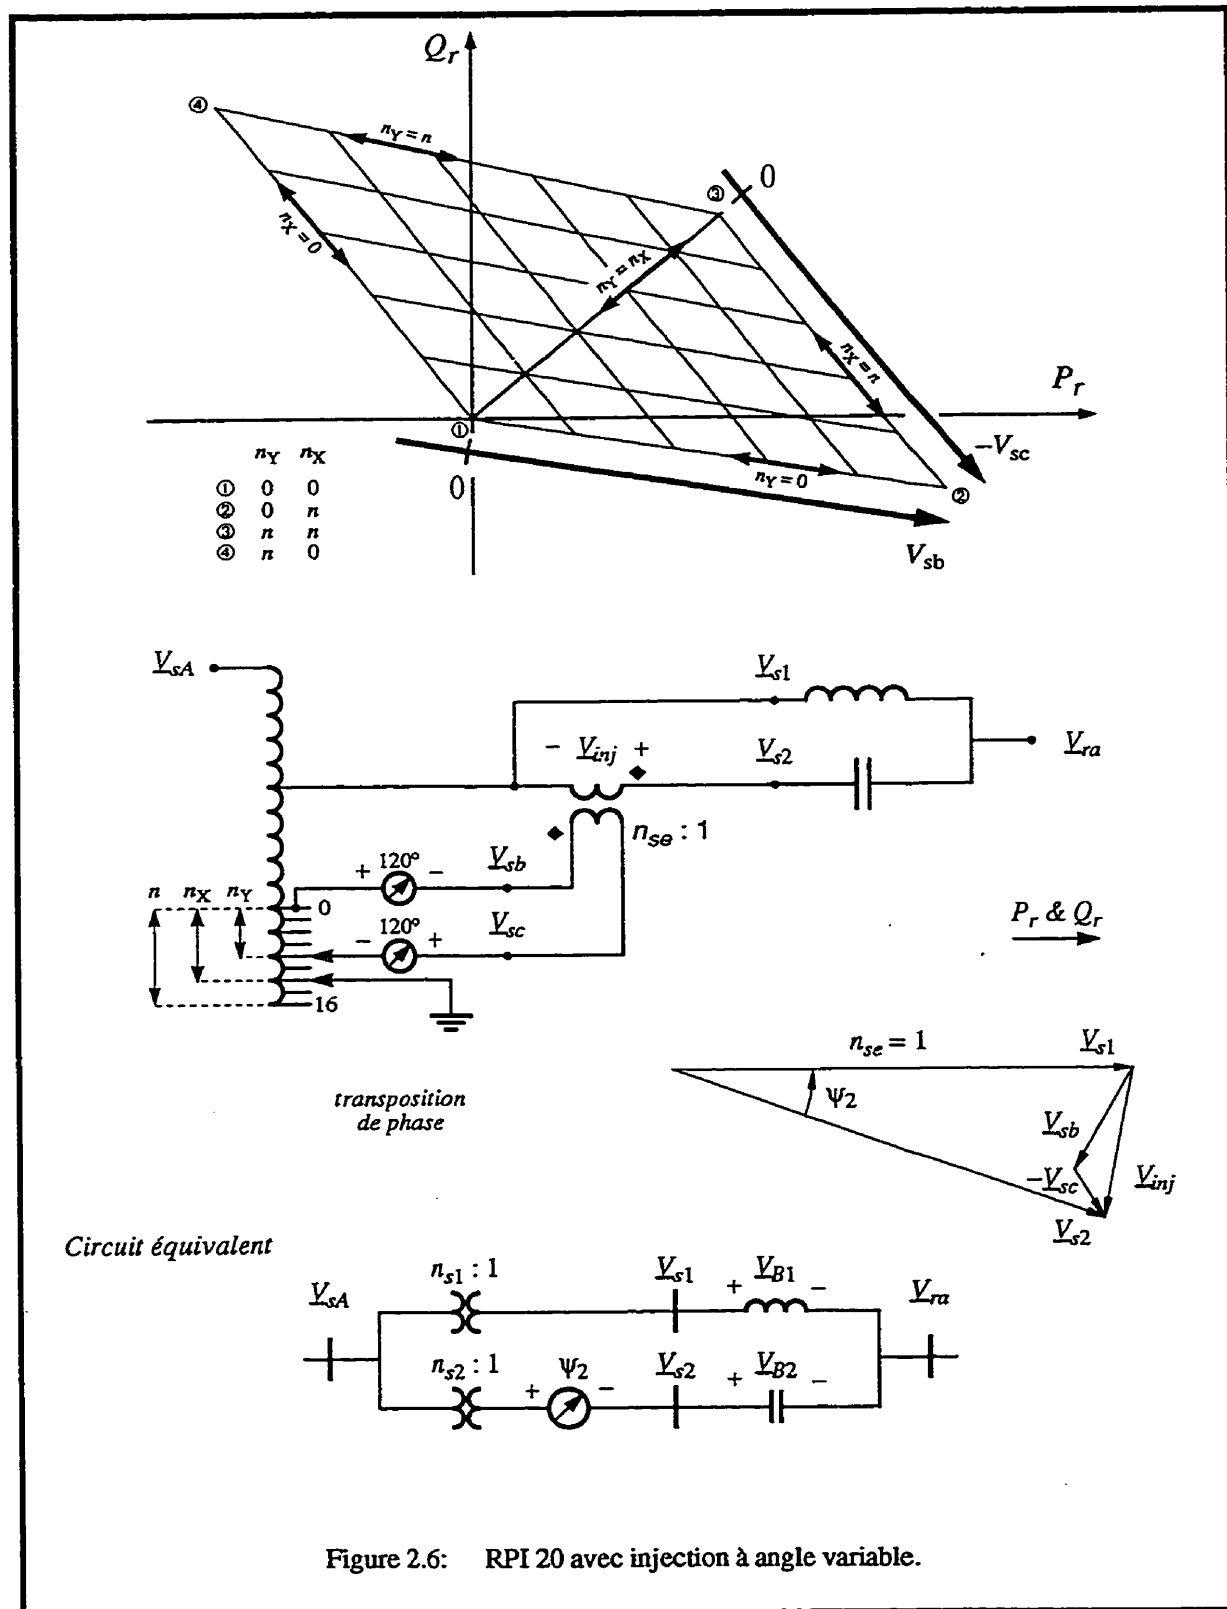 Qr
④
nY = n
③
0
nX = 0
nY = nX
nX = n
Pr
①
nY nX
0
nY = 0
−Vsc
②
① 0 0
② 0 n
③ n n
④ n 0
Vsb
VsA
Vs1
− Vinj +
Vs2
Vra
nse : 1
n nX nY
+ 120° −
Vsb
0
− 120° +
Vsc
Pr & Qr
16
nse = 1
Vs1
Ψ2
transposition
de phase
Vsb
−Vsc
Vinj
Vs2
Circuit équivalent
VsA
ns1 : 1
Vs1
+ VB1 −
Vra
ns2 : 1
+ Ψ2 −
Vs2
+ VB2 −
Figure 2.6: RPI 20 avec injection à angle variable.